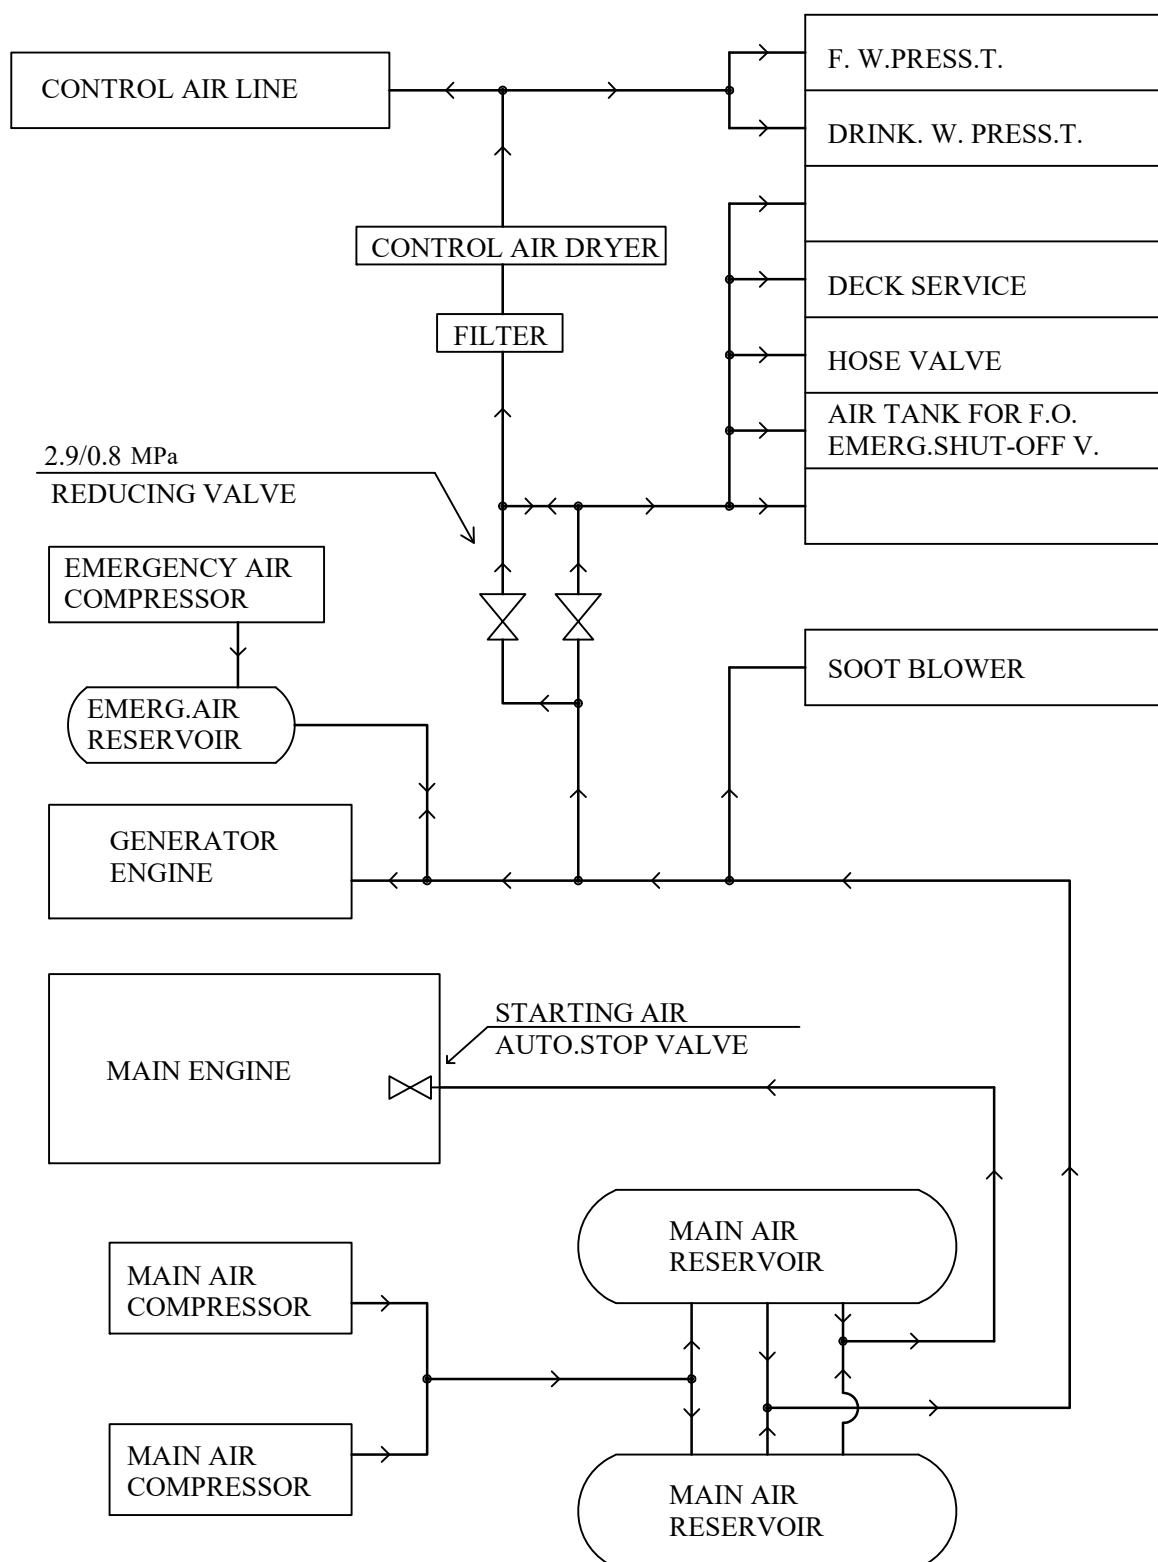 F. W.PRESS.T.
CONTROL AIR LINE
DRINK. W. PRESS.T.
CONTROL AIR DRYER
DECK SERVICE
FILTER
HOSE VALVE
AIR TANK FOR F.O.
EMERG.SHUT-OFF V.
2.9/0.8 MPa
REDUCING VALVE
EMERGENCY AIR
COMPRESSOR
SOOT BLOWER
EMERG.AIR
RESERVOIR
GENERATOR
ENGINE
STARTING AIR
AUTO.STOP VALVE
MAIN ENGINE
MAIN AIR
RESERVOIR
MAIN AIR
COMPRESSOR
MAIN AIR
COMPRESSOR
MAIN AIR
RESERVOIR